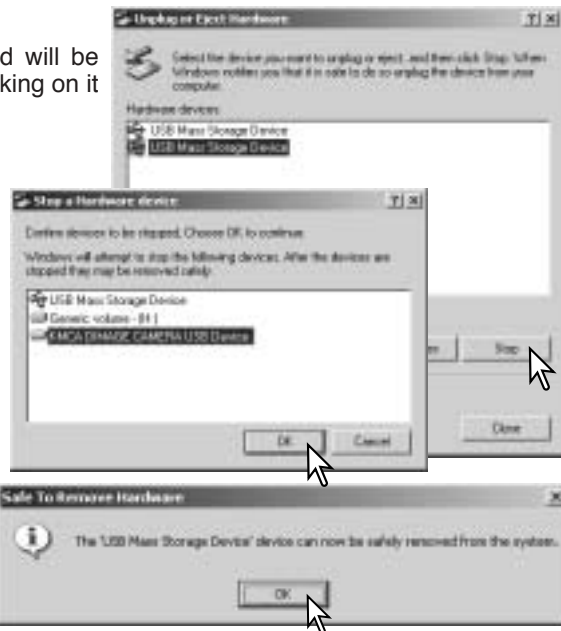 d will be
king on it
Unplug or Eject Hardware
Select the device you want to unplug or eject, and then click Stop. When
Windows notifies you that it is safe to do so unplug the device from your
computer.
Hardware devices:
USB Mass Storage Device
USB Mass Storage Device
Stop
Close
Stop a Hardware device
Confirm devices to be stopped, Choose OK to continue.
Windows will attempt to stop the following devices. After the devices are
stopped they may be removed safely.
USB Mass Storage Device
Generic volume - (H:)
KMCA DIMAGE CAMERA USB Device
OK Cancel
Safe To Remove Hardware
The 'USB Mass Storage Device' device can now be safely removed from the system.
OK